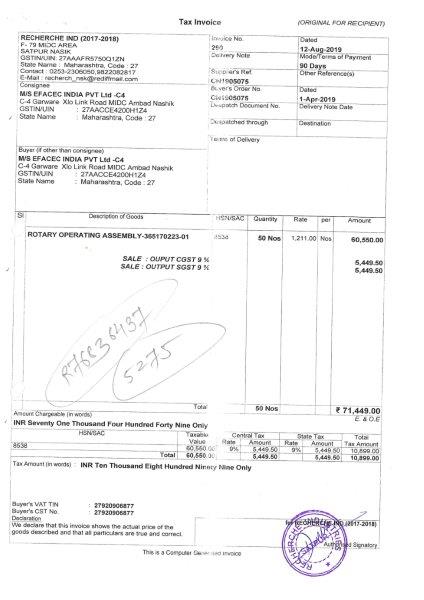 Tax Invoice
(ORIGINAL FOR RECIPIENT)
RECHERCHE IND (2017-2018)
F- 79 MIDC AREA
SATPUR NASIK
GSTIN/UIN: 27AAAFR5750Q1ZN
State Name : Maharashtra, Code : 27
Contact : 0253-2306050,9822082817
E-Mail : recherch_nsk@rediffmail.com
Invoice No.
Dated
12-Aug-2019
Delivery Note
Mode/Terms of Payment
90 Days
Supplier's Ref.
Other Reference(s)
Buyer's Order No.
Dated
1-Apr-2019
Despatch Document No.
Delivery Note Date
Despatched through
Destination
Terms of Delivery
Consignee
M/S EFACEC INDIA PVT Ltd -C4
C-4 Garware Xlo Link Road MIDC Ambad Nashik
GSTIN/UIN : 27AACCE4200H1Z4
State Name : Maharashtra, Code : 27
Buyer (if other than consignee)
M/S EFACEC INDIA PVT Ltd -C4
C-4 Garware Xlo Link Road MIDC Ambad Nashik
GSTIN/UIN : 27AACCE4200H1Z4
State Name : Maharashtra, Code : 27
Sl Description of Goods HSN/SAC Quantity Rate per Amount
ROTARY OPERATING ASSEMBLY-365170223-01 8538 50 Nos 1,211.00 Nos 60,550.00
SALE : OUPUT CGST 9 % 5,449.50
SALE : OUTPUT SGST 9 % 5,449.50
R76836437
5275
Total 50 Nos ₹ 71,449.00
Amount Chargeable (in words) E. & O.E
INR Seventy One Thousand Four Hundred Forty Nine Only
HSN/SAC Taxable Central Tax State Tax Total
Value Rate Amount Rate Amount Tax Amount
8538 60,550.00 9% 5,449.50 9% 5,449.50 10,899.00
Total 60,550.00 5,449.50 5,449.50 10,899.00
Tax Amount (in words) : INR Ten Thousand Eight Hundred Ninety Nine Only
Buyer's VAT TIN : 27920906877
Buyer's CST No. : 27920906877
Declaration
We declare that this invoice shows the actual price of the
goods described and that all particulars are true and correct.
for RECHERCHE IND (2017-2018)
RECHERCHE INDUSTRIES
SATPUR
Authorised Signatory
This is a Computer Generated Invoice